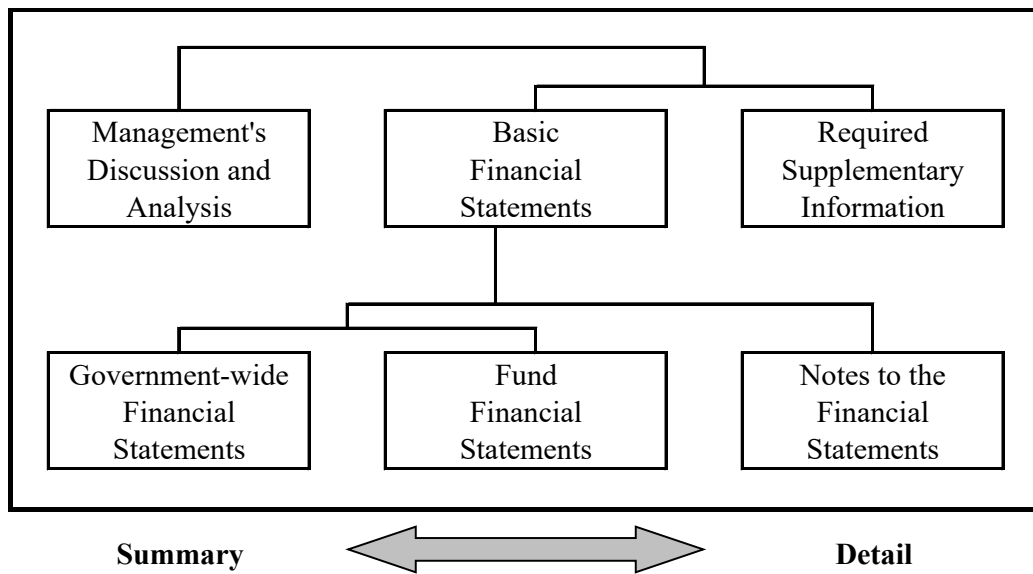 Management's
Discussion and
Analysis
Basic
Financial
Statements
Required
Supplementary
Information
Government-wide
Financial
Statements
Fund
Financial
Statements
Notes to the
Financial
Statements
Summary
Detail